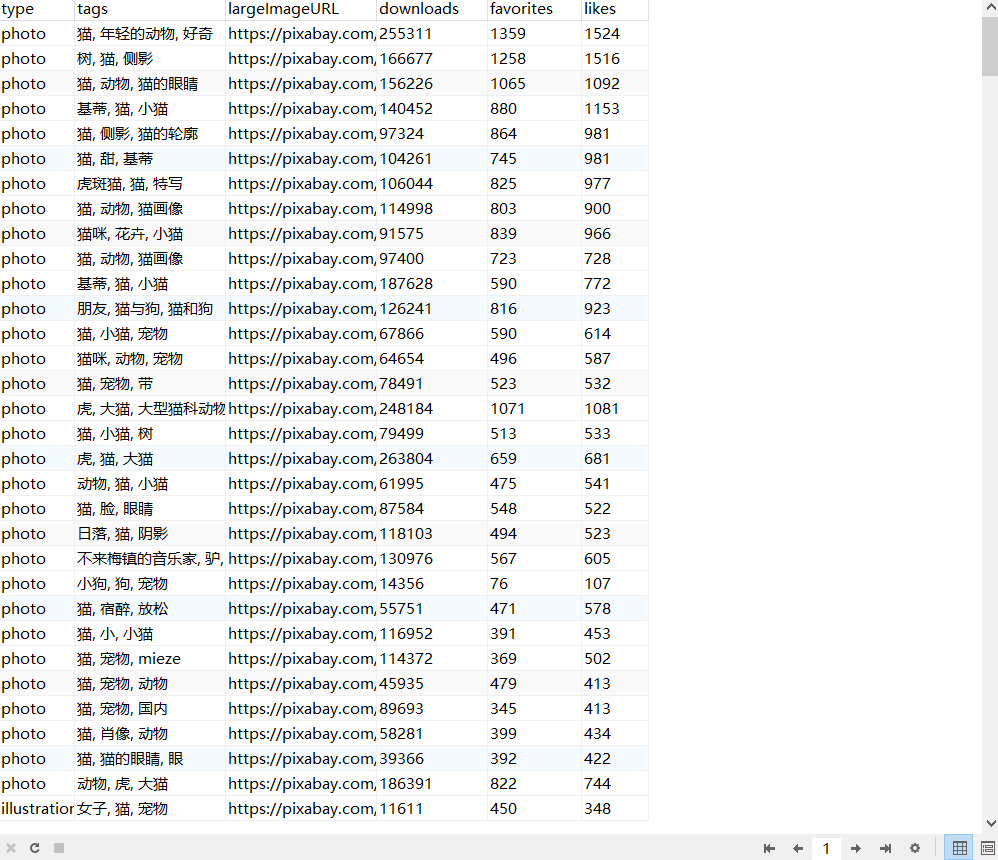 type tags largeImageURL downloads favorites likes
photo 猫, 年轻的动物, 好奇 https://pixabay.com, 255311 1359 1524
photo 树, 猫, 侧影 https://pixabay.com, 166677 1258 1516
photo 猫, 动物, 猫的眼睛 https://pixabay.com, 156226 1065 1092
photo 基蒂, 猫, 小猫 https://pixabay.com, 140452 880 1153
photo 猫, 侧影, 猫的轮廓 https://pixabay.com, 97324 864 981
photo 猫, 甜, 基蒂 https://pixabay.com, 104261 745 981
photo 虎斑猫, 猫, 特写 https://pixabay.com, 106044 825 977
photo 猫, 动物, 猫画像 https://pixabay.com, 114998 803 900
photo 猫咪, 花卉, 小猫 https://pixabay.com, 91575 839 966
photo 猫, 动物, 猫画像 https://pixabay.com, 97400 723 728
photo 基蒂, 猫, 小猫 https://pixabay.com, 187628 590 772
photo 朋友, 猫与狗, 猫和狗 https://pixabay.com, 126241 816 923
photo 猫, 小猫, 宠物 https://pixabay.com, 67866 590 614
photo 猫咪, 动物, 宠物 https://pixabay.com, 64654 496 587
photo 猫, 宠物, 带 https://pixabay.com, 78491 523 532
photo 虎, 大猫, 大型猫科动物 https://pixabay.com, 248184 1071 1081
photo 猫, 小猫, 树 https://pixabay.com, 79499 513 533
photo 虎, 猫, 大猫 https://pixabay.com, 263804 659 681
photo 动物, 猫, 小猫 https://pixabay.com, 61995 475 541
photo 猫, 脸, 眼睛 https://pixabay.com, 87584 548 522
photo 日落, 猫, 阴影 https://pixabay.com, 118103 494 523
photo 不来梅镇的音乐家, 驴, https://pixabay.com, 130976 567 605
photo 小狗, 狗, 宠物 https://pixabay.com, 14356 76 107
photo 猫, 宿醉, 放松 https://pixabay.com, 55751 471 578
photo 猫, 小, 小猫 https://pixabay.com, 116952 391 453
photo 猫, 宠物, mieze https://pixabay.com, 114372 369 502
photo 猫, 宠物, 动物 https://pixabay.com, 45935 479 413
photo 猫, 宠物, 国内 https://pixabay.com, 89693 345 413
photo 猫, 肖像, 动物 https://pixabay.com, 58281 399 434
photo 猫, 猫的眼睛, 眼 https://pixabay.com, 39366 392 422
photo 动物, 虎, 大猫 https://pixabay.com, 186391 822 744
illustration 女子, 猫, 宠物 https://pixabay.com, 11611 450 348
1